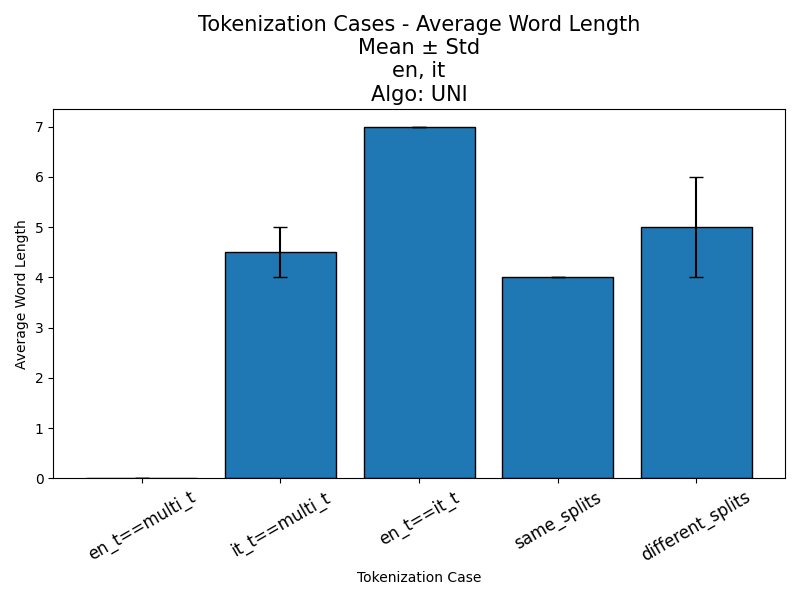 Tokenization Cases - Average Word Length
Mean ± Std
en, it
Algo: UNI
Average Word Length
7
6
5
4
3
2
1
0
en_t==multi_t
it_t==multi_t
en_t==it_t
same_splits
different_splits
Tokenization Case